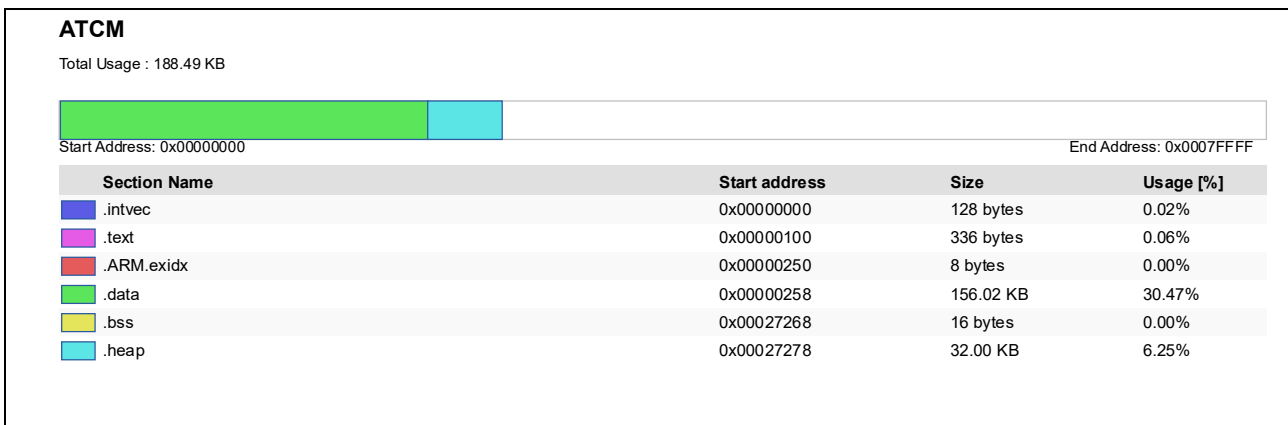 ATCM
Total Usage : 188.49 KB
Start Address: 0x00000000 End Address: 0x0007FFFF
Section Name Start address Size Usage [%]
.intvec 0x00000000 128 bytes 0.02%
.text 0x00000100 336 bytes 0.06%
.ARM.exidx 0x00000250 8 bytes 0.00%
.data 0x00000258 156.02 KB 30.47%
.bss 0x00027268 16 bytes 0.00%
.heap 0x00027278 32.00 KB 6.25%